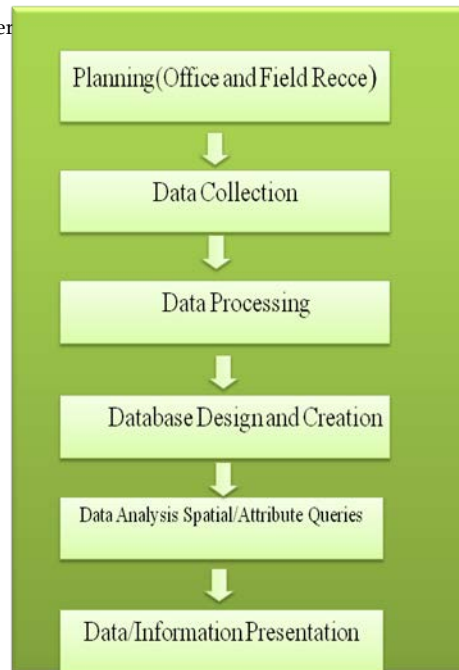 er
Planning(Office and Field Recce)
Data Collection
Data Processing
Database Design and Creation
Data Analysis Spatial/Attribute Queries
Data/Information Presentation